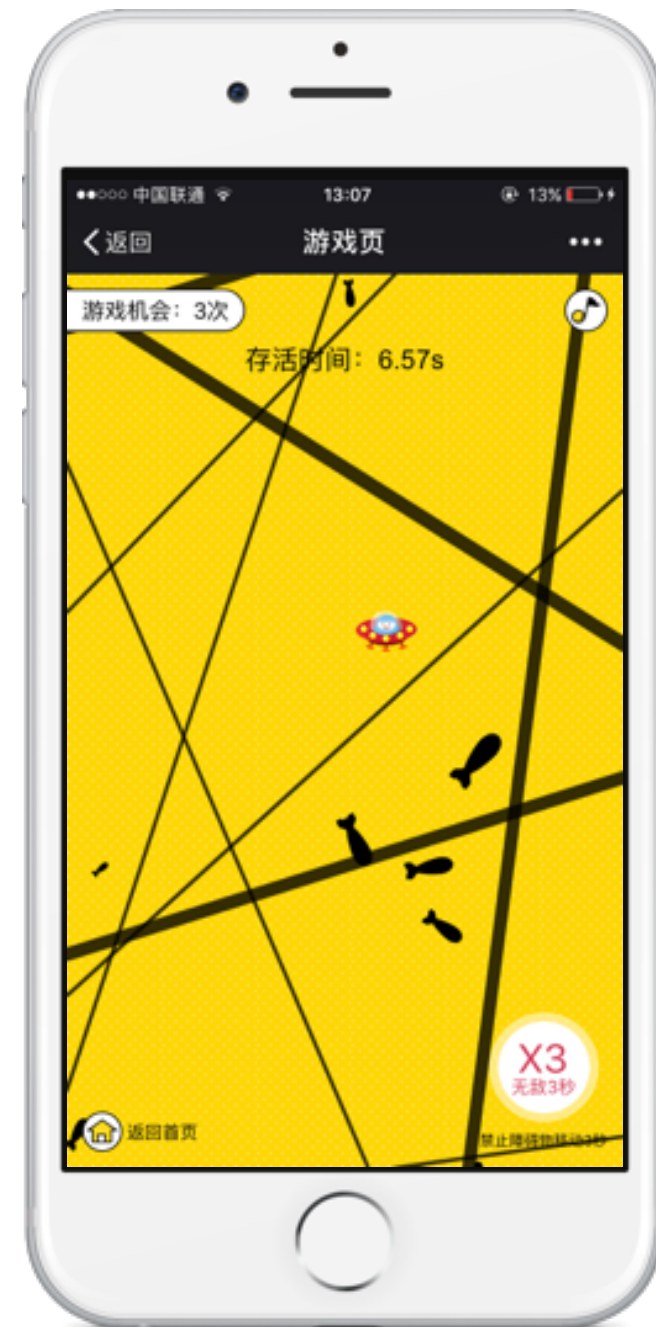 中国联通 13:07 13%
返回 游戏页
游戏机会：3次
存活时间：6.57s
X3
无敌3秒
返回首页
禁止障碍物移动3秒